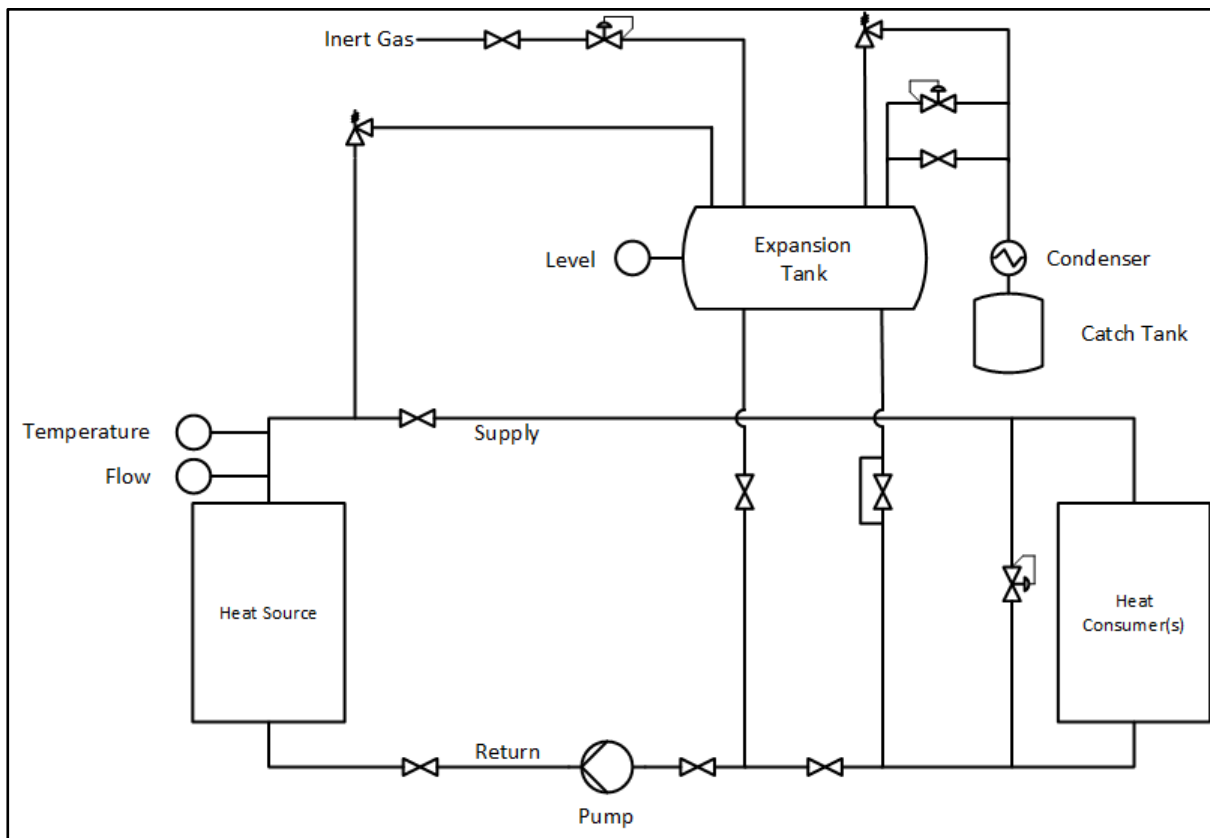 Inert Gas
Expansion
Tank
Level
Condenser
Catch Tank
Temperature
Supply
Flow
Heat Source
Heat
Consumer(s)
Return
Pump